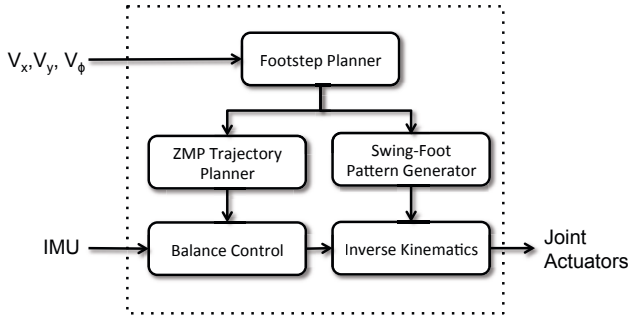 Footstep Planner
Vx,Vy, Vϕ
ZMP Trajectory
Planner
Swing-Foot
Pattern Generator
IMU
Balance Control
Inverse Kinematics
Joint
Actuators